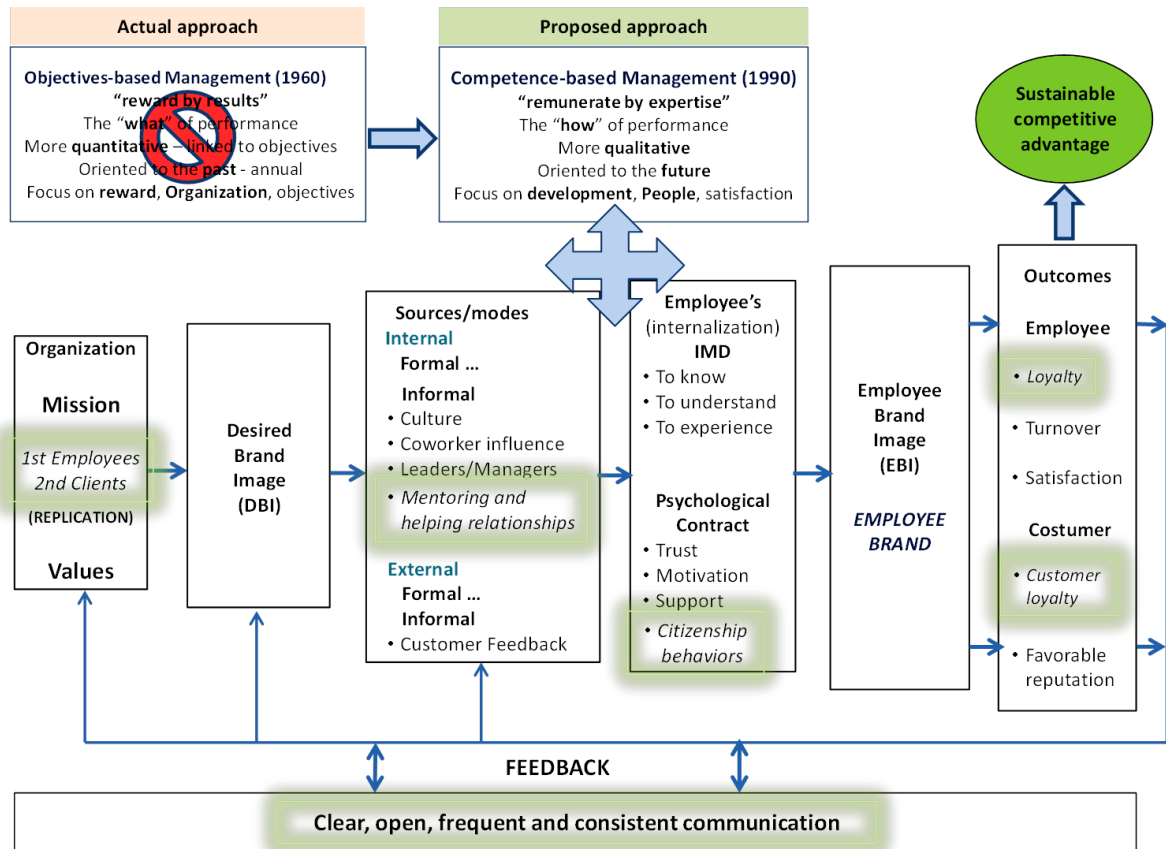 Actual approach
Objectives-based Management (1960)
“reward by results”
The “what” of performance
More quantitative – linked to objectives
Oriented to the past - annual
Focus on reward, Organization, objectives
Proposed approach
Competence-based Management (1990)
“remunerate by expertise”
The “how” of performance
More qualitative
Oriented to the future
Focus on development, People, satisfaction
Sustainable
competitive
advantage
Organization
Mission
1st Employees
2nd Clients
(REPLICATION)
Values
Desired
Brand
Image
(DBI)
Sources/modes
Internal
Formal ...
Informal
• Culture
• Coworker influence
• Leaders/Managers
• Mentoring and
helping relationships
External
Formal ...
Informal
• Customer Feedback
Employee’s
(internalization)
IMD
• To know
• To understand
• To experience
Psychological
Contract
• Trust
• Motivation
• Support
• Citizenship
behaviors
Employee
Brand
Image
(EBI)
EMPLOYEE
BRAND
Outcomes
Employee
• Loyalty
• Turnover
• Satisfaction
Costumer
• Customer
loyalty
• Favorable
reputation
FEEDBACK
Clear, open, frequent and consistent communication